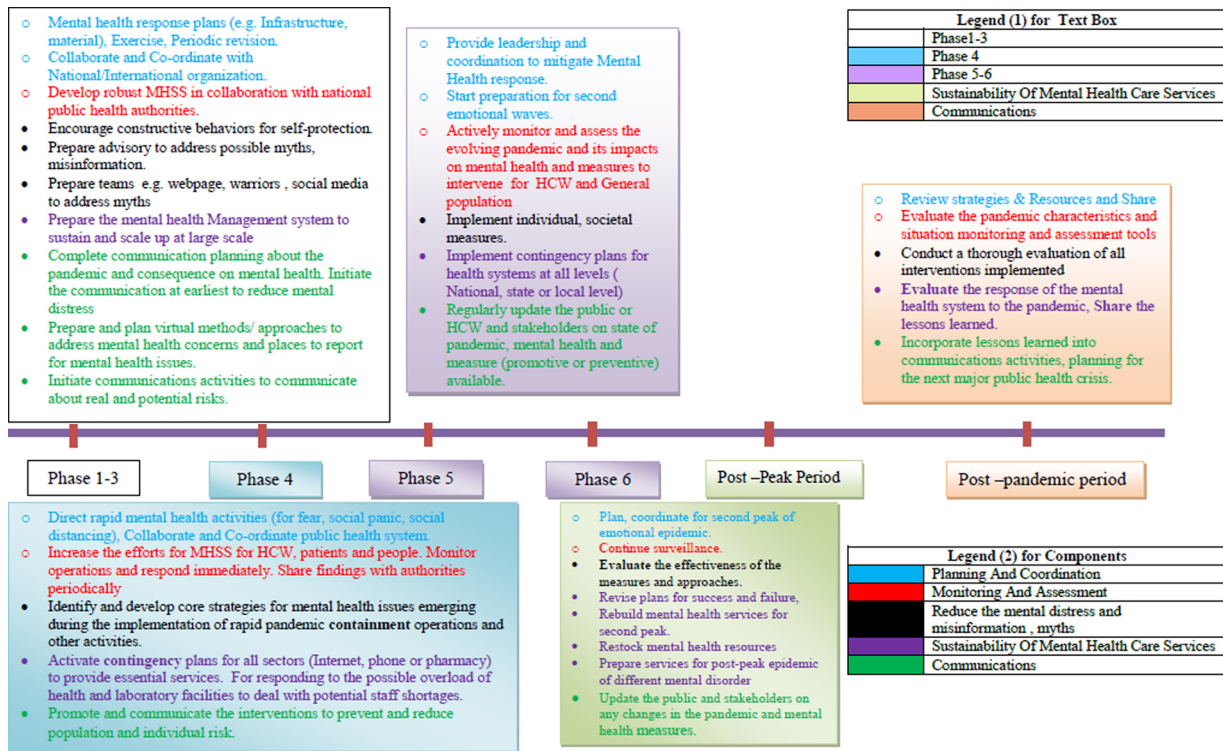 Mental health response plans (e.g. Infrastructure,
material), Exercise, Periodic revision.
Collaborate and Co-ordinate with
National/International organization.
Develop robust MHSS in collaboration with national
public health authorities.
Encourage constructive behaviors for self-protection.
Prepare advisory to address possible myths,
misinformation.
Prepare teams e.g. webpage, warriors , social media
to address myths
Prepare the mental health Management system to
sustain and scale up at large scale
Complete communication planning about the
pandemic and consequence on mental health. Initiate
the communication at earliest to reduce mental
distress
Prepare and plan virtual methods/ approaches to
address mental health concerns and places to report
for mental health issues.
Initiate communications activities to communicate
about real and potential risks.
Provide leadership and
coordination to mitigate Mental
Health response.
Start preparation for second
emotional waves.
Actively monitor and assess the
evolving pandemic and its impacts
on mental health and measures to
intervene for HCW and General
population
Implement individual, societal
measures.
Implement contingency plans for
health systems at all levels (
National, state or local level)
Regularly update the public or
HCW and stakeholders on state of
pandemic, mental health and
measure (promotive or preventive)
available.
Legend (1) for Text Box
Phase1-3
Phase 4
Phase 5-6
Sustainability Of Mental Health Care Services
Communications
Review strategies & Resources and Share
Evaluate the pandemic characteristics and
situation monitoring and assessment tools
Conduct a thorough evaluation of all
interventions implemented
Evaluate the response of the mental
health system to the pandemic, Share the
lessons learned.
Incorporate lessons learned into
communications activities, planning for
the next major public health crisis.
Phase 1-3
Phase 4
Phase 5
Phase 6
Post –Peak Period
Post –pandemic period
Direct rapid mental health activities (for fear, social panic, social
distancing), Collaborate and Co-ordinate public health system.
Increase the efforts for MHSS for HCW, patients and people. Monitor
operations and respond immediately. Share findings with authorities
periodically
Identify and develop core strategies for mental health issues emerging
during the implementation of rapid pandemic containment operations and
other activities.
Activate contingency plans for all sectors (Internet, phone or pharmacy)
to provide essential services. For responding to the possible overload of
health and laboratory facilities to deal with potential staff shortages.
Promote and communicate the interventions to prevent and reduce
population and individual risk.
Plan, coordinate for second peak of
emotional epidemic.
Continue surveillance.
Evaluate the effectiveness of the
measures and approaches.
Revise plans for success and failure,
Rebuild mental health services for
second peak.
Restock mental health resources
Prepare services for post-peak epidemic
of different mental disorder
Update the public and stakeholders on
any changes in the pandemic and mental
health measures.
Legend (2) for Components
Planning And Coordination
Monitoring And Assessment
Reduce the mental distress and
misinformation , myths
Sustainability Of Mental Health Care Services
Communications